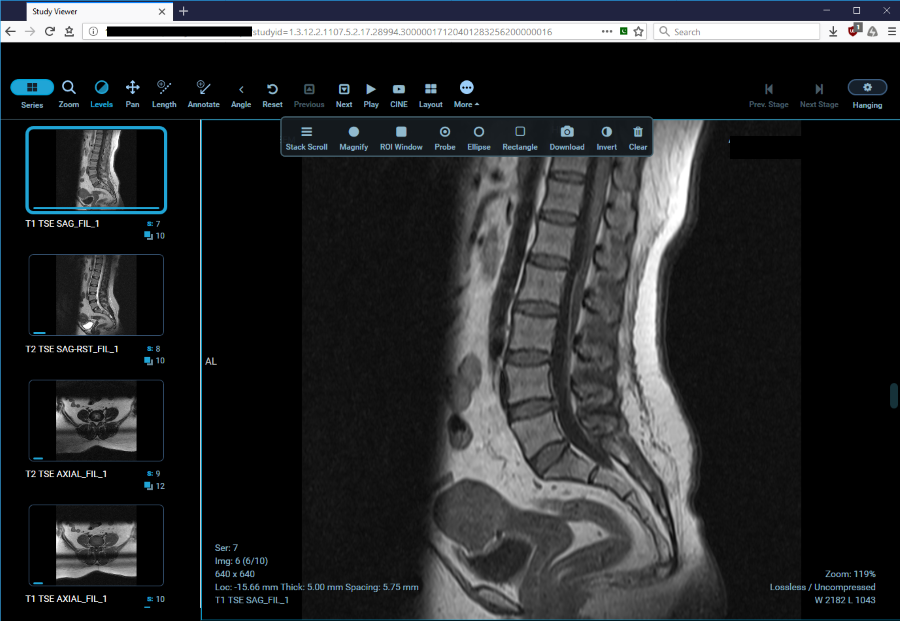 Study Viewer
studyid=1.3.12.2.1107.5.2.17.28994.30000017120401283256200000016
Search
1
Series
Zoom
Levels
Pan
Length
Annotate
Angle
Reset
Previous
Next
Play
CINE
Layout
More
Prev. Stage
Next Stage
Hanging
Stack Scroll
Magnify
ROI Window
Probe
Ellipse
Rectangle
Download
Invert
Clear
T1 TSE SAG_FIL_1
S: 7
10
T2 TSE SAG-RST_FIL_1
S: 8
10
T2 TSE AXIAL_FIL_1
S: 9
12
T1 TSE AXIAL_FIL_1
S: 10
AL
Ser: 7
Img: 6 (6/10)
640 x 640
Loc: -15.66 mm Thick: 5.00 mm Spacing: 5.75 mm
T1 TSE SAG_FIL_1
Zoom: 119%
Lossless / Uncompressed
W 2182 L 1043